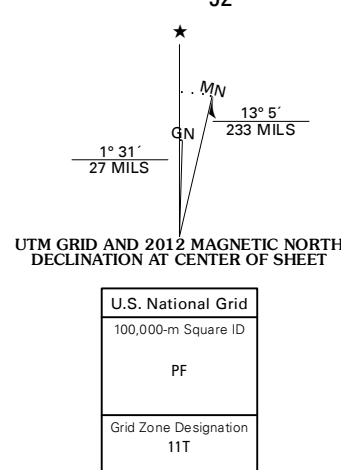 MN
GN
13° 5´
233 MILS
1° 31´
27 MILS
UTM GRID AND 2012 MAGNETIC NORTH
DECLINATION AT CENTER OF SHEET
U.S. National Grid
100,000-m Square ID
PF
Grid Zone Designation
11T